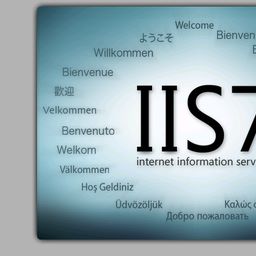 Welcome
ようこそ
Bienven
Willkommen
Bienvenue
歡迎
Velkommen
IIS7
Benvenuto
Welkom
internet information serv
Välkommen
Hoş Geldiniz
Üdvözöljük
Καλώς
Добро пожаловать